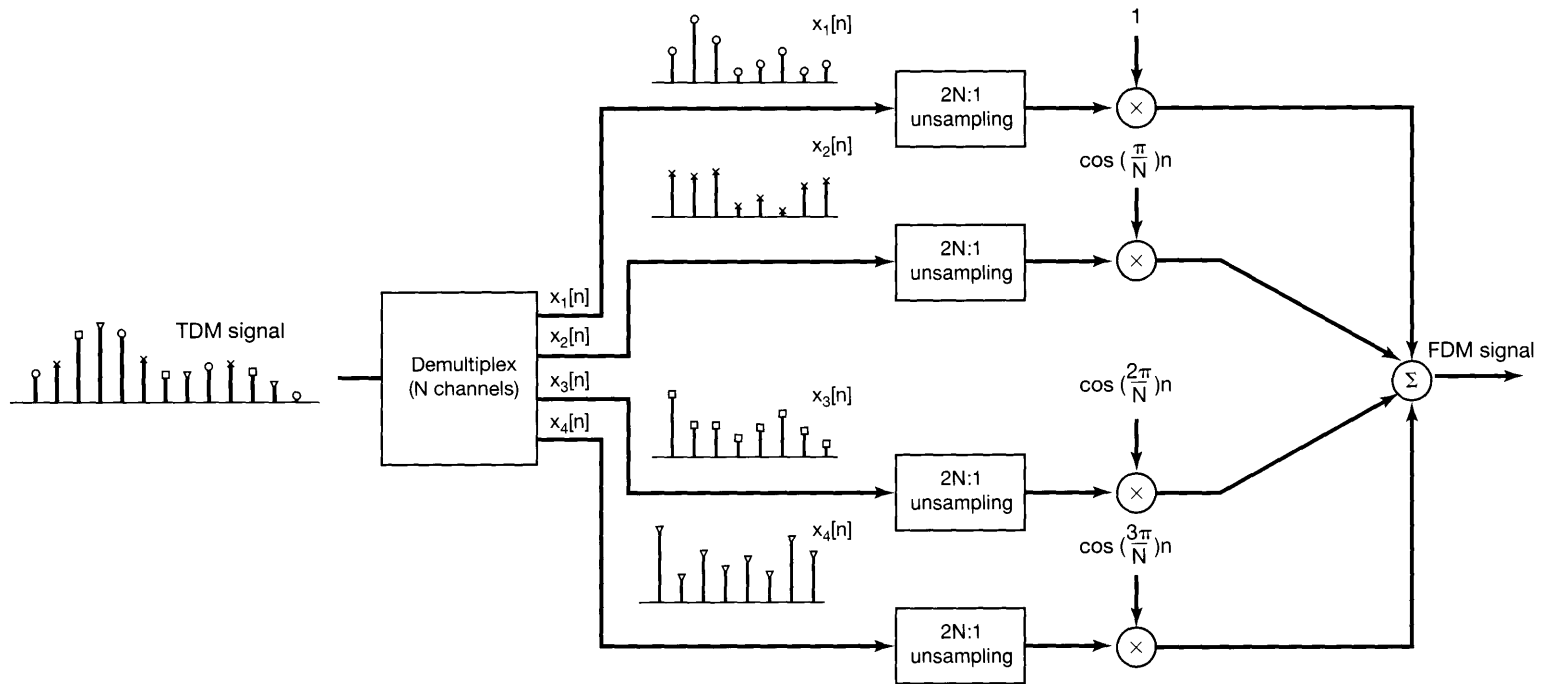 x₁[n]
1
2N:1
unsampling
×
x₂[n]
cos (π/N)n
2N:1
unsampling
×
TDM signal
Demultiplex
(N channels)
x₁[n]
x₂[n]
x₃[n]
x₄[n]
FDM signal
Σ
x₃[n]
cos (2π/N)n
2N:1
unsampling
×
x₄[n]
cos (3π/N)n
2N:1
unsampling
×